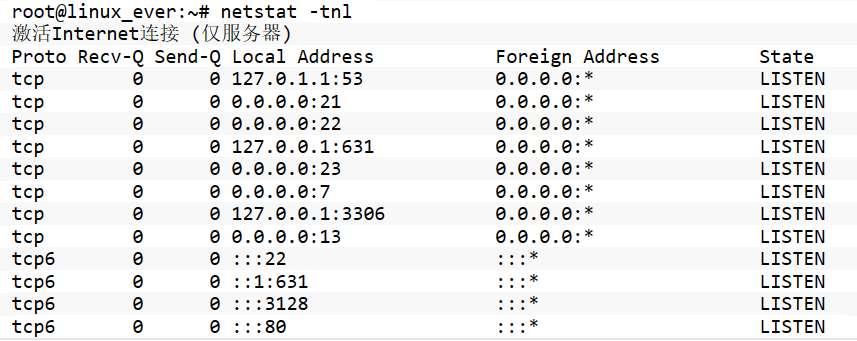 root@linux_ever:~# netstat -tnl
激活Internet连接 (仅服务器)
Proto Recv-Q Send-Q Local Address           Foreign Address         State
tcp        0      0 127.0.1.1:53            0.0.0.0:*               LISTEN
tcp        0      0 0.0.0.0:21              0.0.0.0:*               LISTEN
tcp        0      0 0.0.0.0:22              0.0.0.0:*               LISTEN
tcp        0      0 127.0.0.1:631           0.0.0.0:*               LISTEN
tcp        0      0 0.0.0.0:23              0.0.0.0:*               LISTEN
tcp        0      0 0.0.0.0:7               0.0.0.0:*               LISTEN
tcp        0      0 127.0.0.1:3306          0.0.0.0:*               LISTEN
tcp        0      0 0.0.0.0:13              0.0.0.0:*               LISTEN
tcp6       0      0 :::22                   :::*                    LISTEN
tcp6       0      0 ::1:631                 :::*                    LISTEN
tcp6       0      0 :::3128                 :::*                    LISTEN
tcp6       0      0 :::80                   :::*                    LISTEN